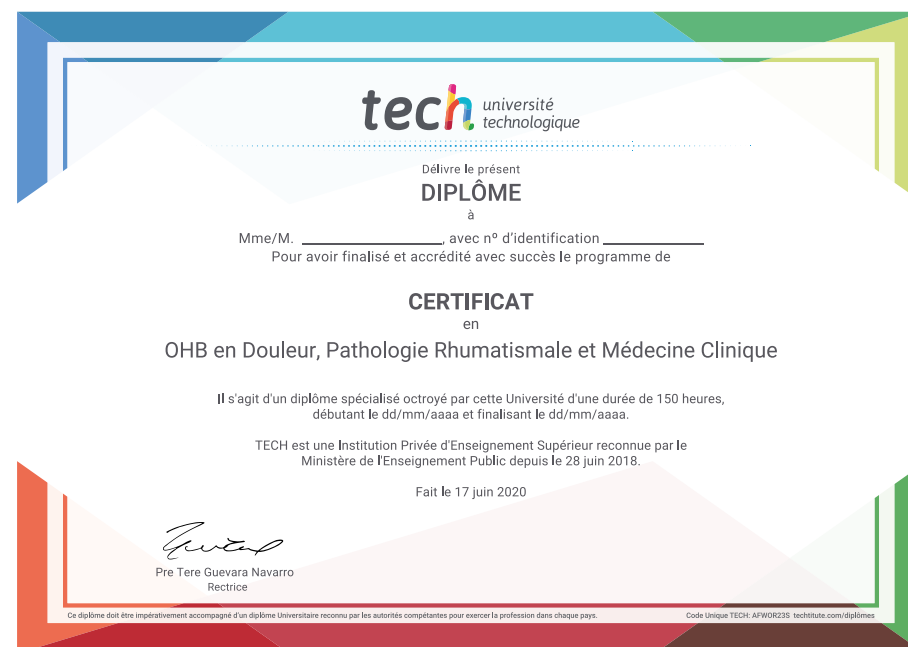 tech université
technologique
Délivre le présent
DIPLÔME
à
Mme/M. ____________________, avec nº d'identification ______________
Pour avoir finalisé et accrédité avec succès le programme de
CERTIFICAT
en
OHB en Douleur, Pathologie Rhumatismale et Médecine Clinique
Il s'agit d'un diplôme spécialisé octroyé par cette Université d'une durée de 150 heures,
débutant le dd/mm/aaaa et finalisant le dd/mm/aaaa.
TECH est une Institution Privée d'Enseignement Supérieur reconnue par le
Ministère de l'Enseignement Public depuis le 28 juin 2018.
Fait le 17 juin 2020
Pre Tere Guevara Navarro
Rectrice
Ce diplôme doit être impérativement accompagné d'un diplôme Universitaire reconnu par les autorités compétentes pour exercer la profession dans chaque pays.
Code Unique TECH: AFWOR23S techtitute.com/diplômes